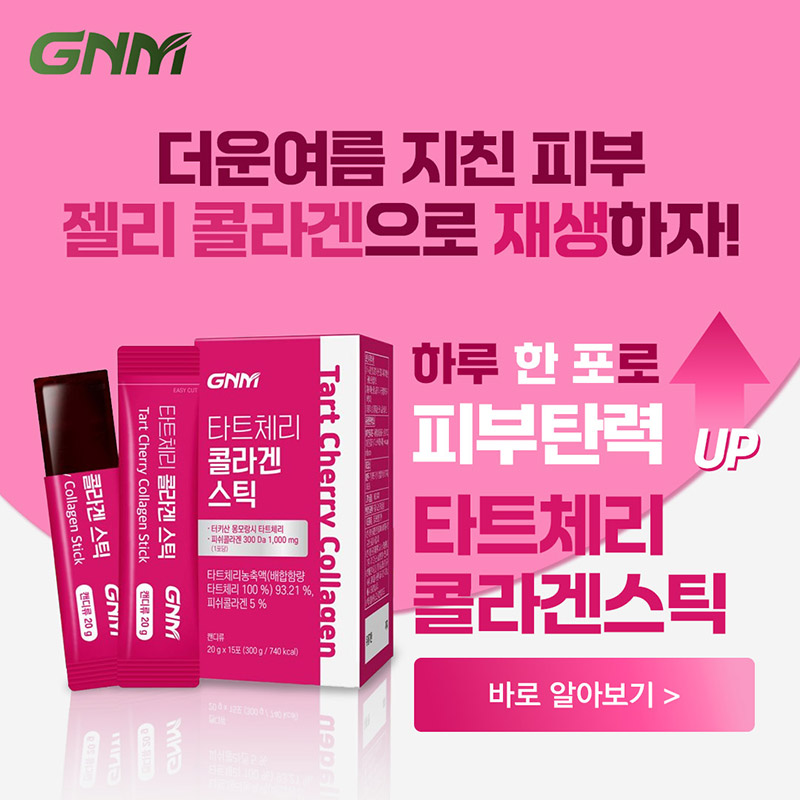 GNM
더운여름 지친 피부
젤리 콜라겐으로 재생하자!
하루 한 포로
피부탄력
UP
타트체리
콜라겐스틱
바로 알아보기 >
콜라겐 스틱
Collagen Stick
캔디류 20 g
GNM
EASY CUT
타트체리 콜라겐 스틱
Tart Cherry Collagen Stick
캔디류 20 g
GNM
GNM
타트체리
콜라겐
스틱
· 터키산 몽모랑시 타트체리
· 피쉬콜라겐 300 Da 1,000 mg
(1포당)
타트체리농축액(배합함량
타트체리 100 %) 93.21 %,
피쉬콜라겐 5 %
캔디류
20 g x 15포 (300 g / 740 kcal)
Tart Cherry Collagen